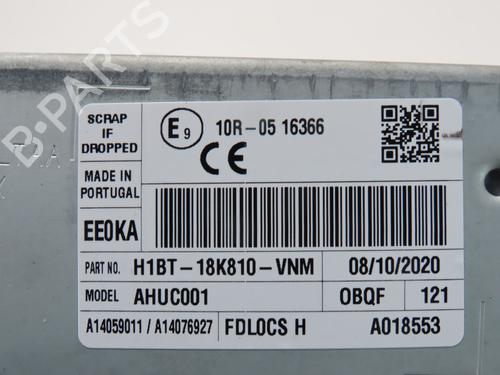 SCRAP
IF
DROPPED
E9 10R-05 16366
CE
MADE IN
PORTUGAL
EE0KA
PART NO. H1BT-18K810-VNM 08/10/2020
MODEL AHUC001 OBQF 121
A14059011 / A14076927 FDLOCS H A018553
B-PARTS